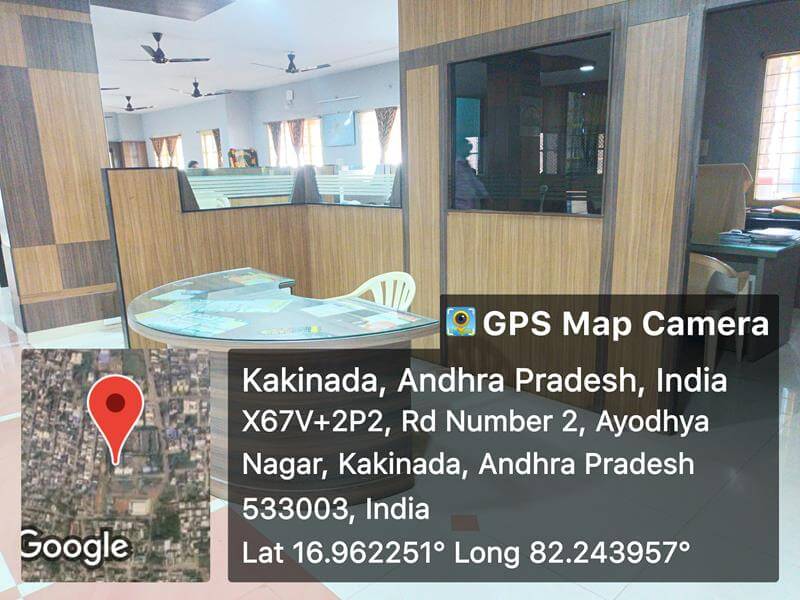 GPS Map Camera
Kakinada, Andhra Pradesh, India
X67V+2P2, Rd Number 2, Ayodhya
Nagar, Kakinada, Andhra Pradesh
533003, India
Lat 16.962251° Long 82.243957°
Google